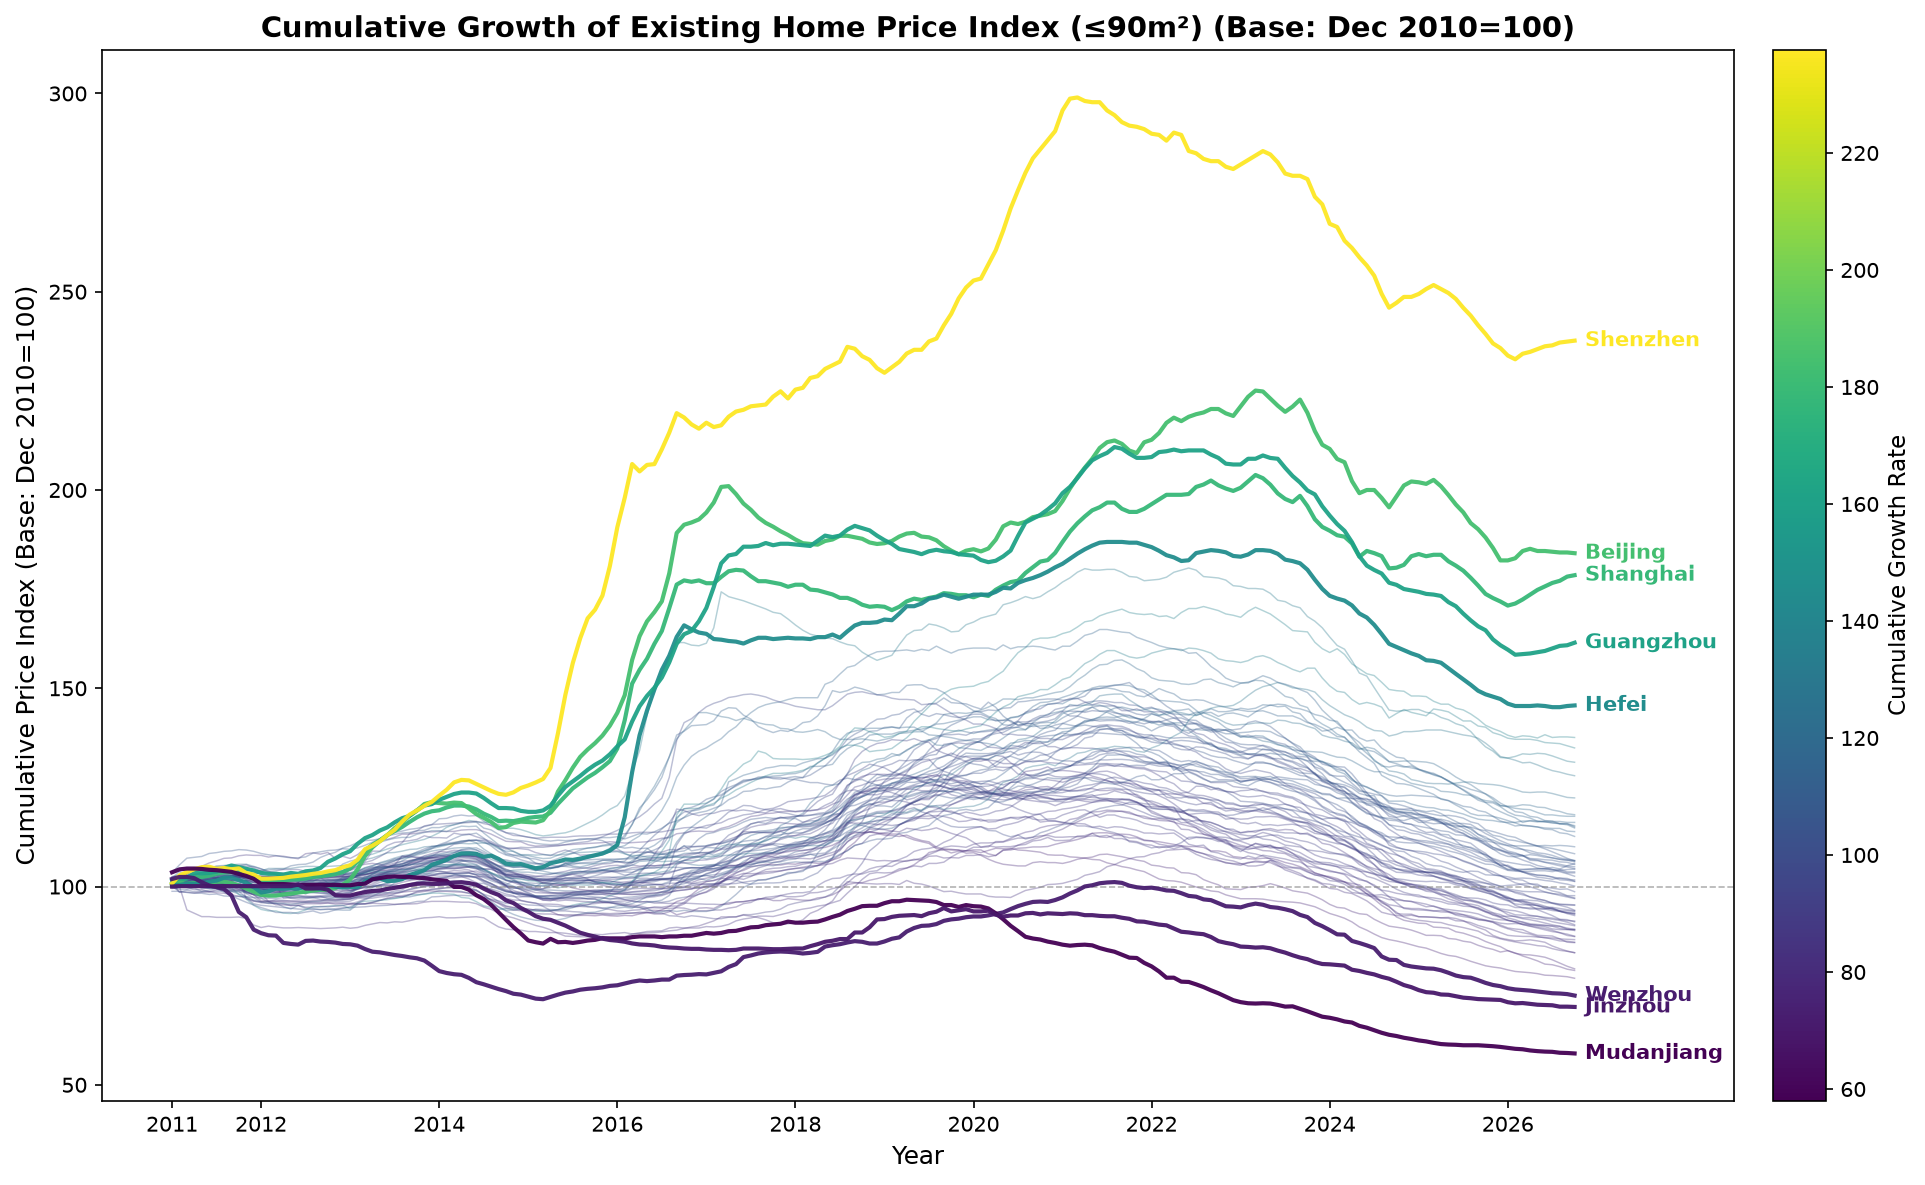 Cumulative Growth of Existing Home Price Index (≤90m²) (Base: Dec 2010=100)
Cumulative Price Index (Base: Dec 2010=100)
300
250
200
150
100
50
2011
2012
2014
2016
2018
2020
2022
2024
2026
Year
Shenzhen
Beijing
Shanghai
Guangzhou
Hefei
Wenzhou
Jinzhou
Mudanjiang
220
200
180
160
140
120
100
80
60
Cumulative Growth Rate